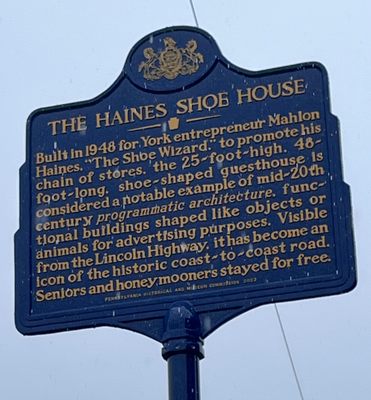 THE HAINES SHOE HOUSE
Built in 1948 for York entrepreneur Mahlon
Haines, "The Shoe Wizard," to promote his
chain of stores, the 25-foot-high, 48-
foot-long, shoe-shaped guesthouse is
considered a notable example of mid-20th
century programmatic architecture, func-
tional buildings shaped like objects or
animals for advertising purposes. Visible
from the Lincoln Highway, it has become an
icon of the historic coast-to-coast road.
Seniors and honeymooners stayed for free.
PENNSYLVANIA HISTORICAL AND MUSEUM COMMISSION 2022